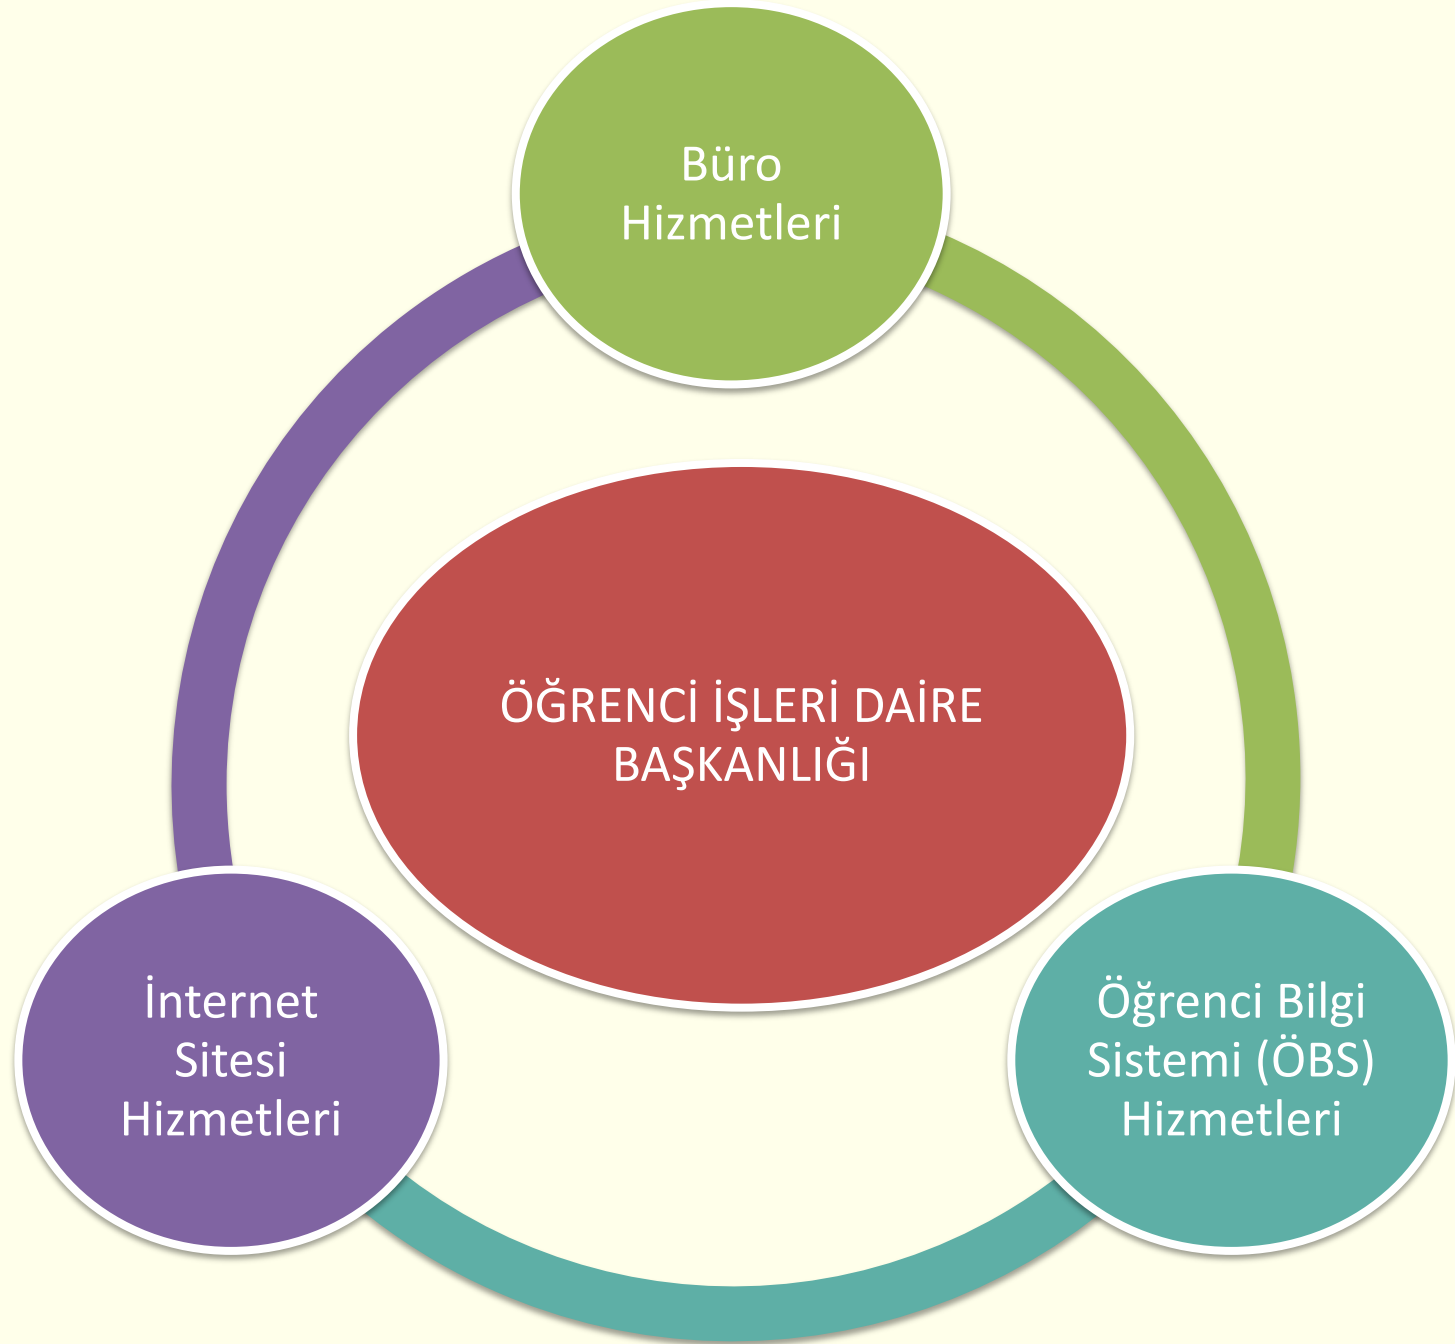 Büro
Hizmetleri
ÖĞRENCİ İŞLERİ DAİRE
BAŞKANLIĞI
İnternet
Sitesi
Hizmetleri
Öğrenci Bilgi
Sistemi (ÖBS)
Hizmetleri